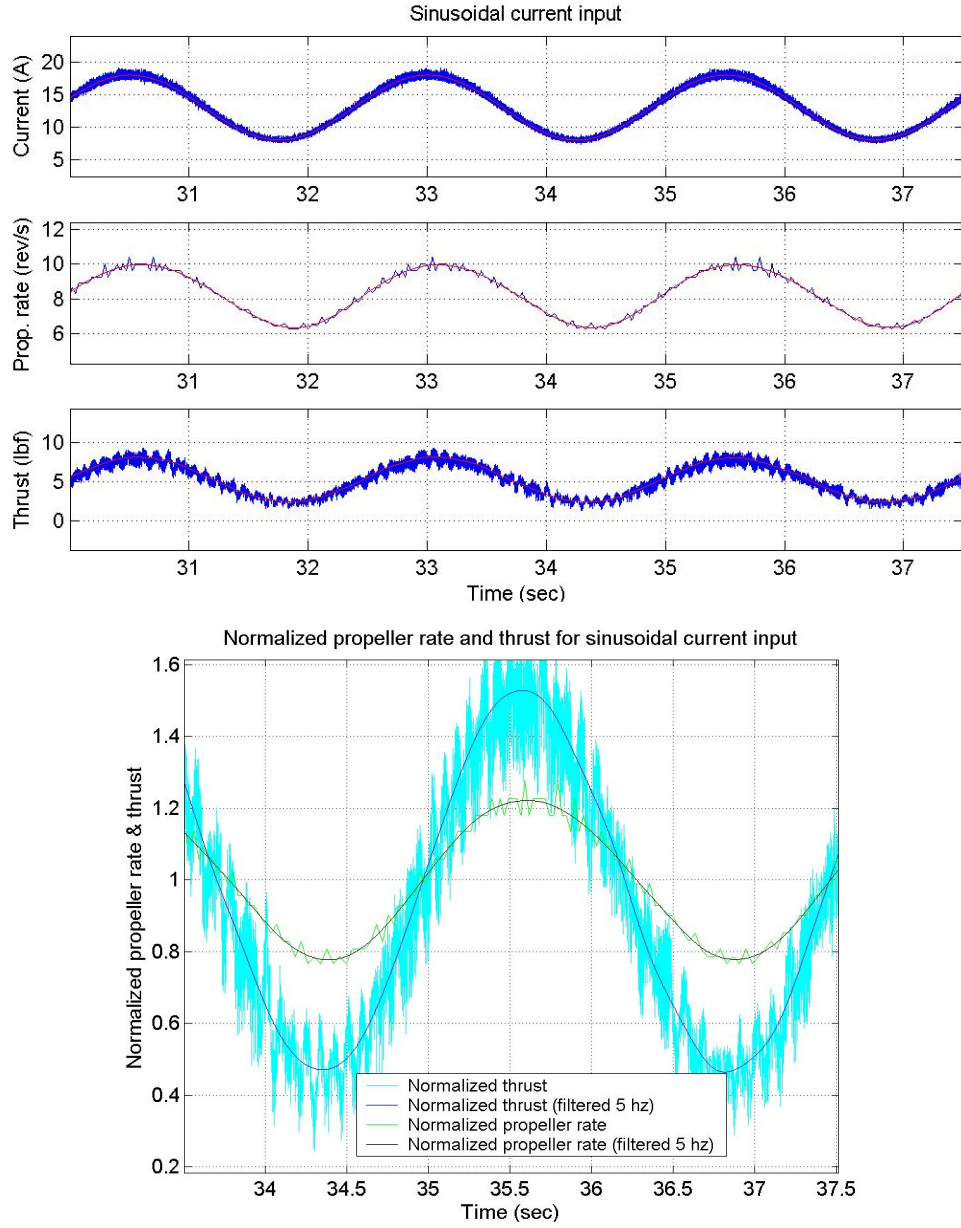 Sinusoidal current input
Current (A)
20
15
10
5
31 32 33 34 35 36 37
Prop. rate (rev/s)
12
10
8
6
31 32 33 34 35 36 37
Thrust (lbf)
10
5
0
31 32 33 34 35 36 37
Time (sec)
Normalized propeller rate and thrust for sinusoidal current input
Normalized propeller rate & thrust
1.6
1.4
1.2
1
0.8
0.6
0.4
0.2
Normalized thrust
Normalized thrust (filtered 5 hz)
Normalized propeller rate
Normalized propeller rate (filtered 5 hz)
34 34.5 35 35.5 36 36.5 37 37.5
Time (sec)